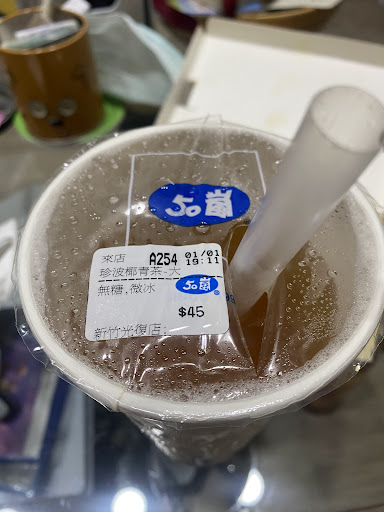 50嵐
來店 A254 01/01
19:11
珍波椰青茶-大
無糖,微冰 50嵐®
$45
新竹光復店: